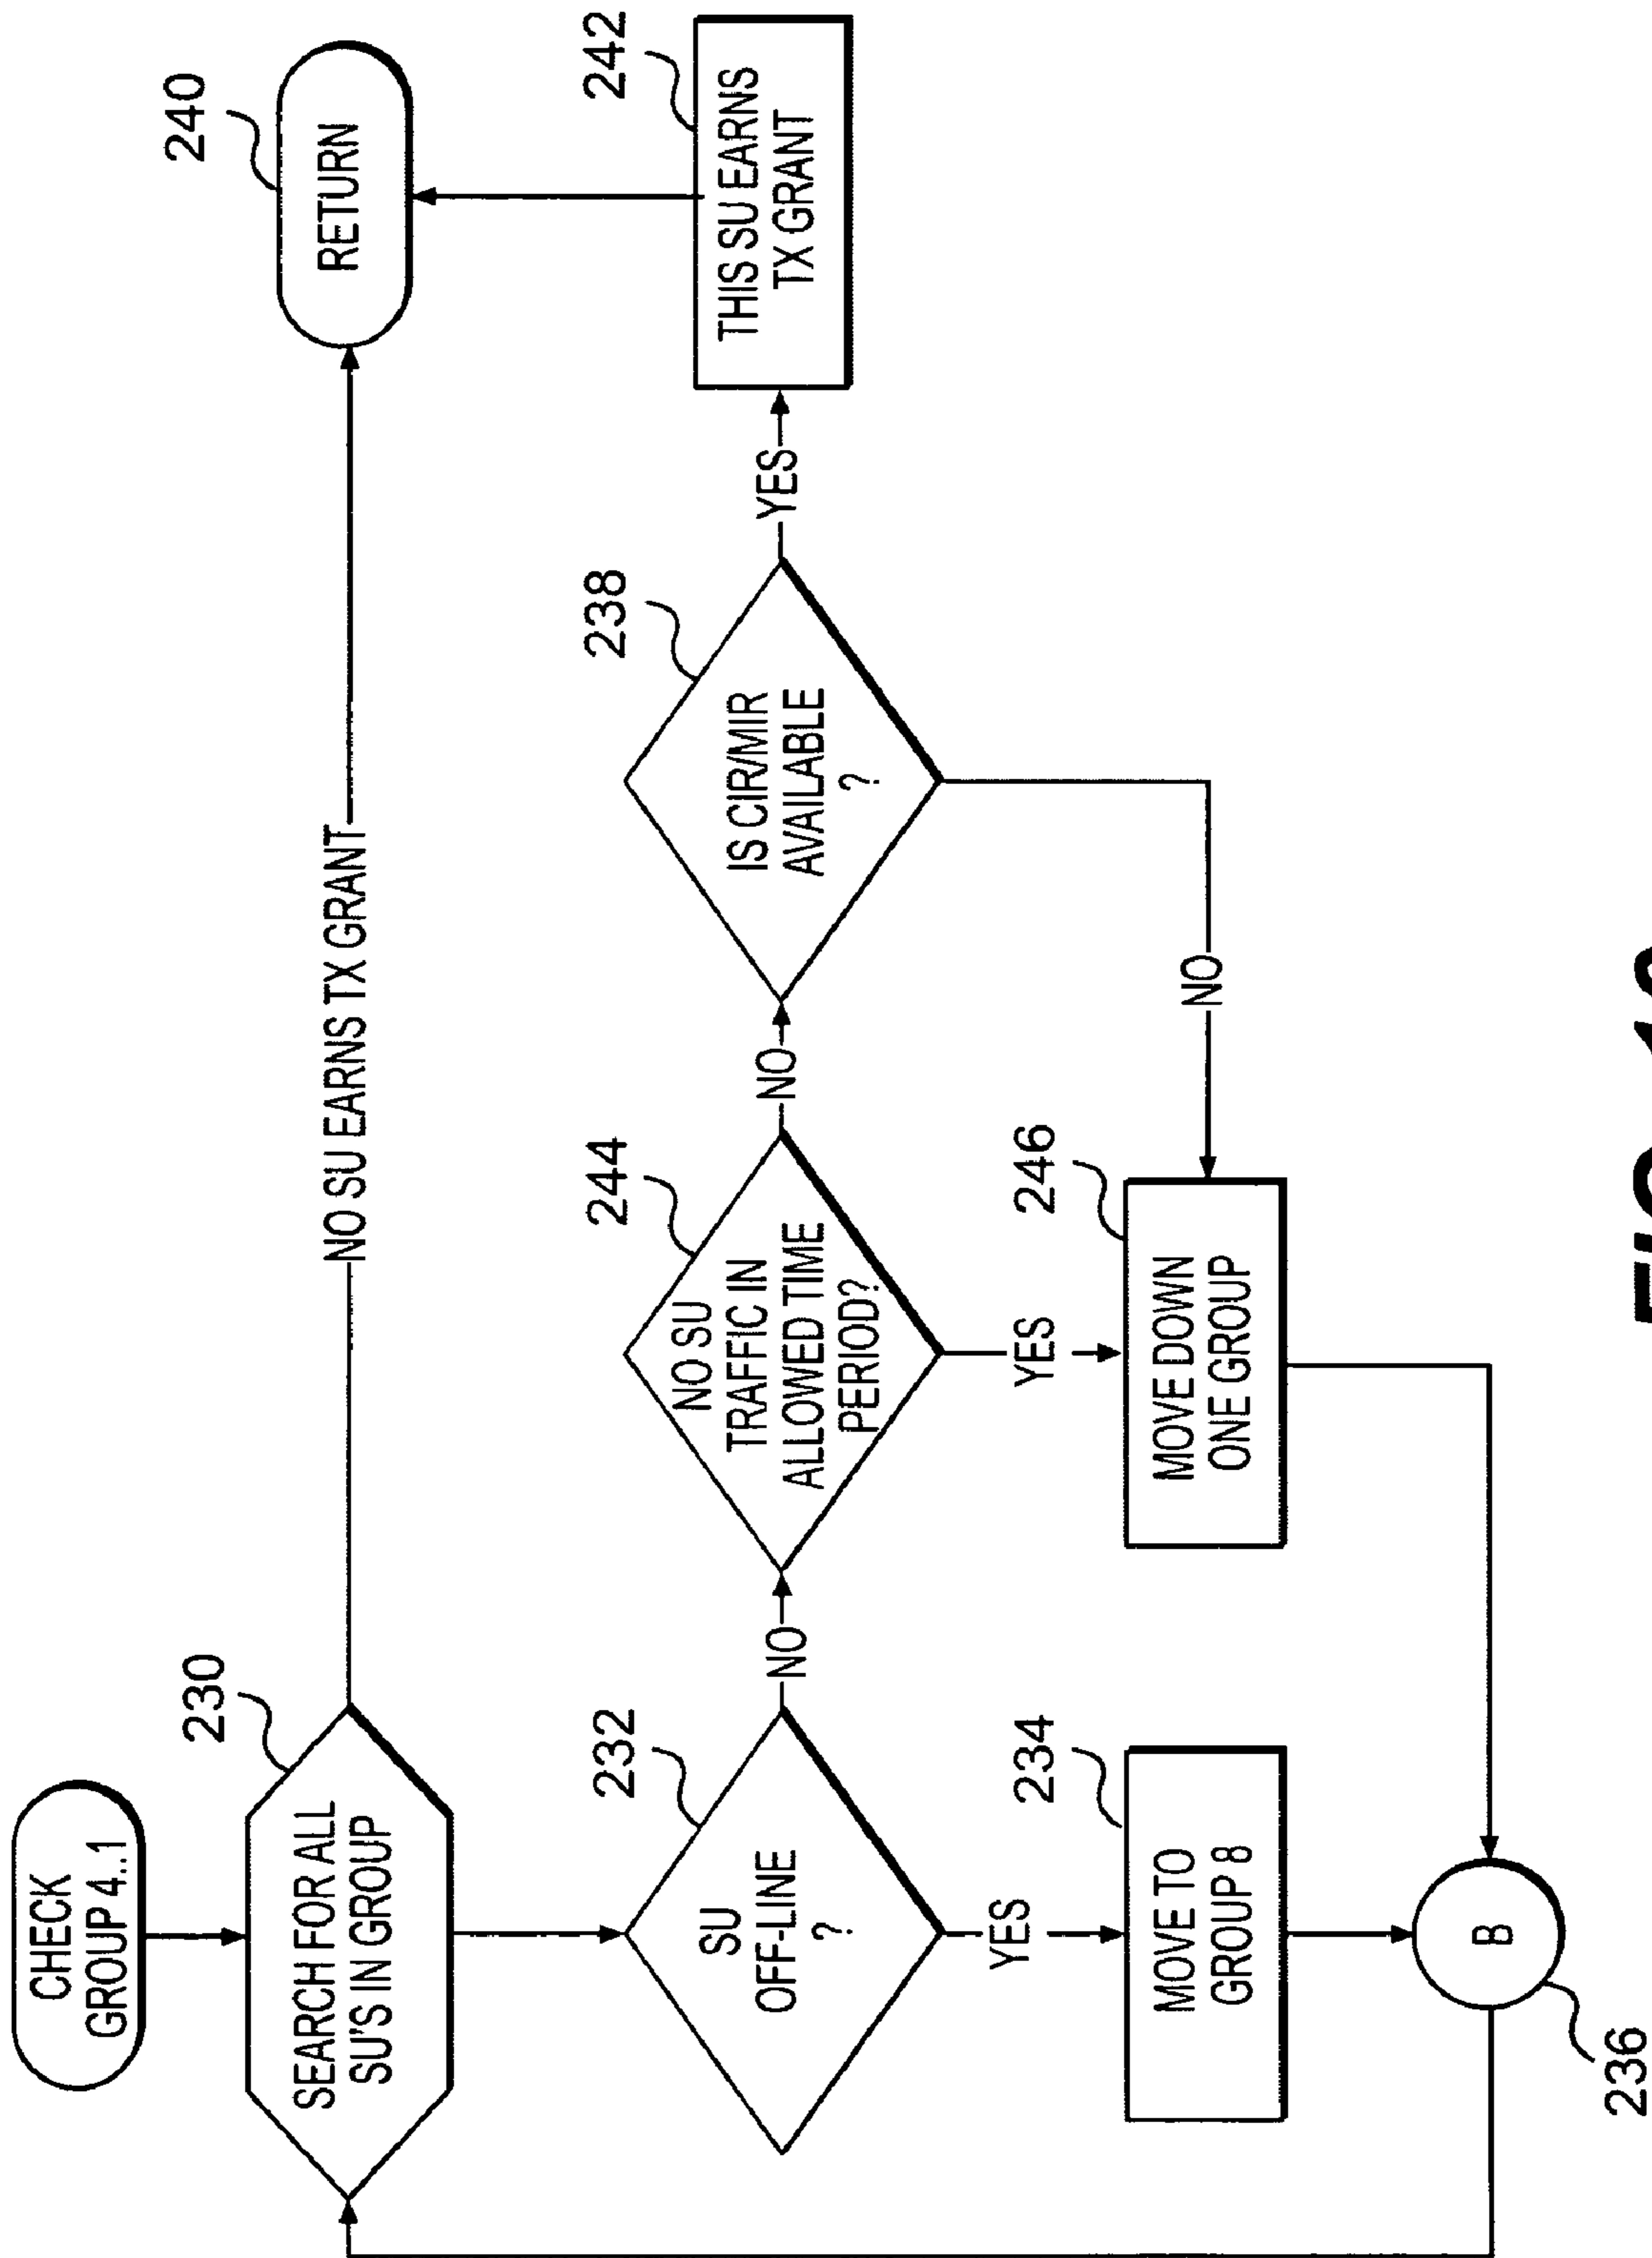 CHECK
GROUP 4..1
230
SEARCH FOR ALL
SU'S IN GROUP
NO SU EARNS TX GRANT
240
RETURN
232
SU
OFF-LINE
?
NO
244
NO SU
TRAFFIC IN
ALLOWED TIME
PERIOD?
NO
238
IS CIR/MIR
AVAILABLE
?
YES
242
THIS SU EARNS
TX GRANT
YES
234
MOVE TO
GROUP 8
YES
246
MOVE DOWN
ONE GROUP
NO
B
236